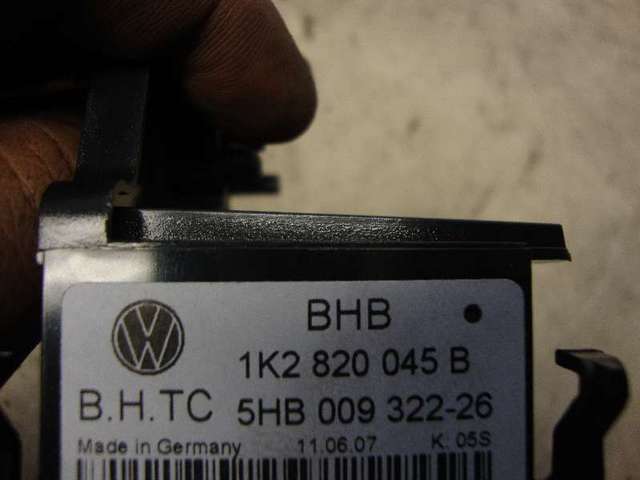 BHB
1K2 820 045 B
B.H.TC 5HB 009 322-26
Made in Germany 11.06.07 K: 05S